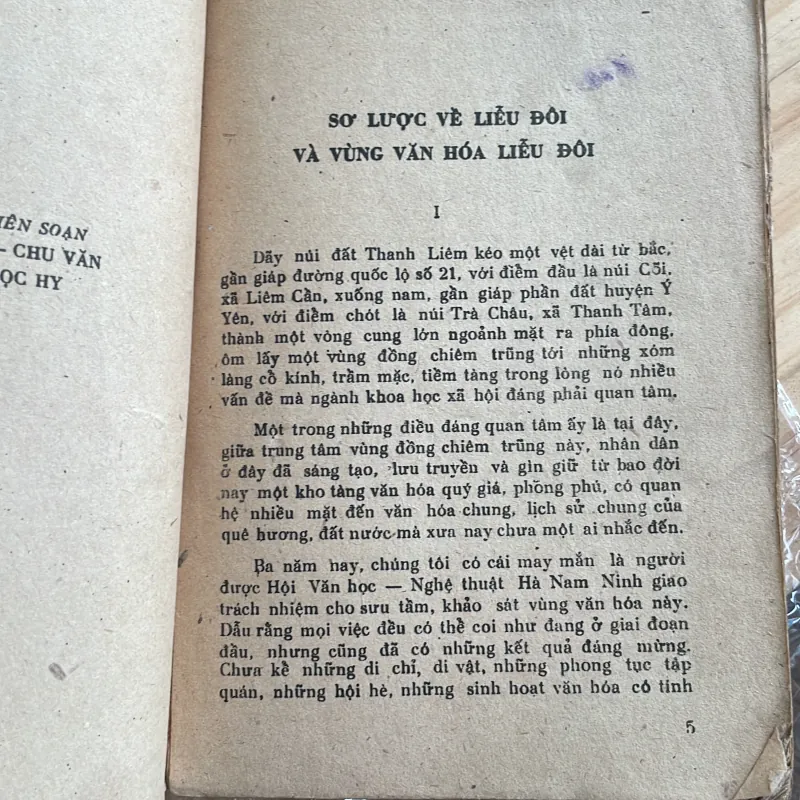 IÊN SOẠN
– CHU VĂN
ỌC HY
SƠ LƯỢC VỀ LIỄU ĐÔI
VÀ VÙNG VĂN HÓA LIỄU ĐÔI
I
Dãy núi đất Thanh Liêm kéo một vệt dài từ bắc,
gần giáp đường quốc lộ số 21, với điểm đầu là núi Cõi,
xã Liêm Cần, xuống nam, gần giáp phần đất huyện Ý
Yên, với điểm chót là núi Trà Châu, xã Thanh Tâm,
thành một vòng cung lớn ngoảnh mặt ra phía đông,
ôm lấy một vùng đồng chiêm trũng tới những xóm
làng cổ kính, trầm mặc, tiềm tàng trong lòng nó nhiều
vấn đề mà ngành khoa học xã hội đáng phải quan tâm.
Một trong những điều đáng quan tâm ấy là tại đây,
giữa trung tâm vùng đồng chiêm trũng này, nhân dân
ở đây đã sáng tạo, lưu truyền và gìn giữ từ bao đời
nay một kho tàng văn hóa quý giá, phong phú, có quan
hệ nhiều mặt đến văn hóa chung, lịch sử chung của
quê hương, đất nước mà xưa nay chưa một ai nhắc đến.
Ba năm nay, chúng tôi có cái may mắn là người
được Hội Văn học — Nghệ thuật Hà Nam Ninh giao
trách nhiệm cho sưu tầm, khảo sát vùng văn hóa này.
Dẫu rằng mọi việc đều có thể coi như đang ở giai đoạn
đầu, nhưng cũng đã có những kết quả đáng mừng.
Chưa kể những di chỉ, di vật, những phong tục tập
quán, những hội hè, những sinh hoạt văn hóa có tính
5